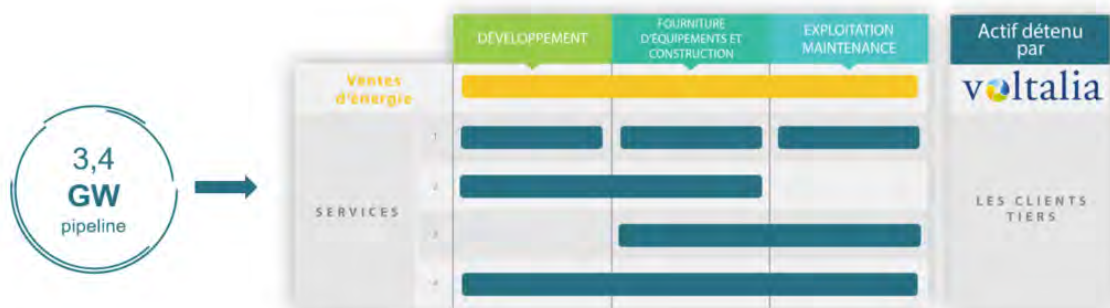 3,4
GW
pipeline
DÉVELOPPEMENT
FOURNITURE
D'ÉQUIPEMENTS ET
CONSTRUCTION
EXPLOITATION
MAINTENANCE
Actif détenu
par
Ventes
d'énergie
voltalia
SERVICES
1
2
3
4
LES CLIENTS
TIERS